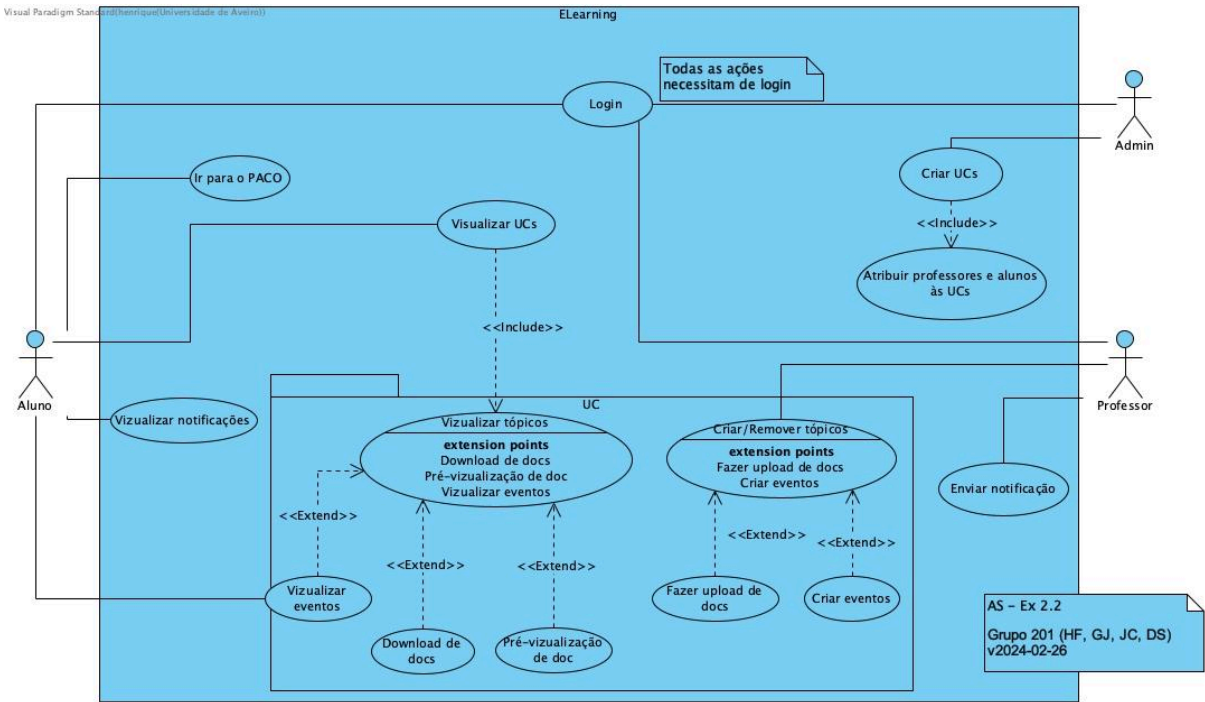 Visual Paradigm Standard(henrique(Universidade de Aveiro))
ELearning
Todas as ações
necessitam de login
Login
Admin
Ir para o PACO
Criar UCs
Visualizar UCs
<<Include>>
Atribuir professores e alunos
às UCs
<<Include>>
Aluno
Professor
UC
Vizualizar notificações
Vizualizar tópicos
extension points
Download de docs
Pré-vizualização de doc
Vizualizar eventos
Criar/Remover tópicos
extension points
Fazer upload de docs
Criar eventos
Enviar notificação
<<Extend>>
<<Extend>>
<<Extend>>
<<Extend>>
<<Extend>>
Vizualizar
eventos
Fazer upload de
docs
Criar eventos
Download de
docs
Pré-vizualização
de doc
AS - Ex 2.2
Grupo 201 (HF, GJ, JC, DS)
v2024-02-26